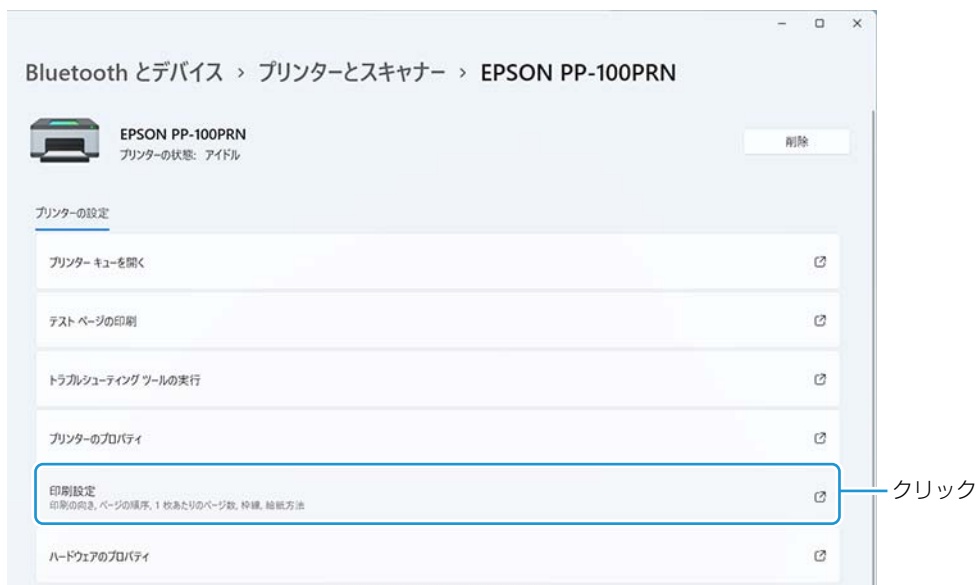 Bluetooth とデバイス › プリンターとスキャナー › EPSON PP-100PRN
EPSON PP-100PRN
プリンターの状態: アイドル
削除
プリンターの設定
プリンター キューを開く
テスト ページの印刷
トラブルシューティング ツールの実行
プリンターのプロパティ
印刷設定
印刷の向き, ページの順序, 1 枚あたりのページ数, 枠線, 給紙方法
クリック
ハードウェアのプロパティ